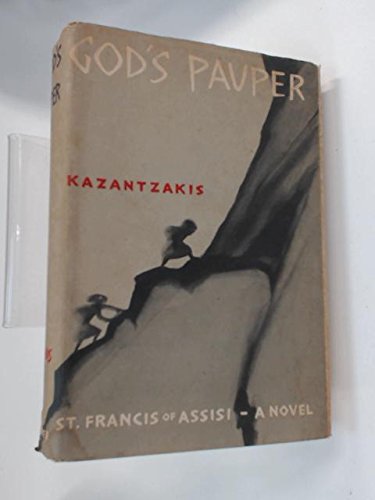 GOD'S PAUPER
KAZANTZAKIS
ST. FRANCIS OF ASSISI – A NOVEL